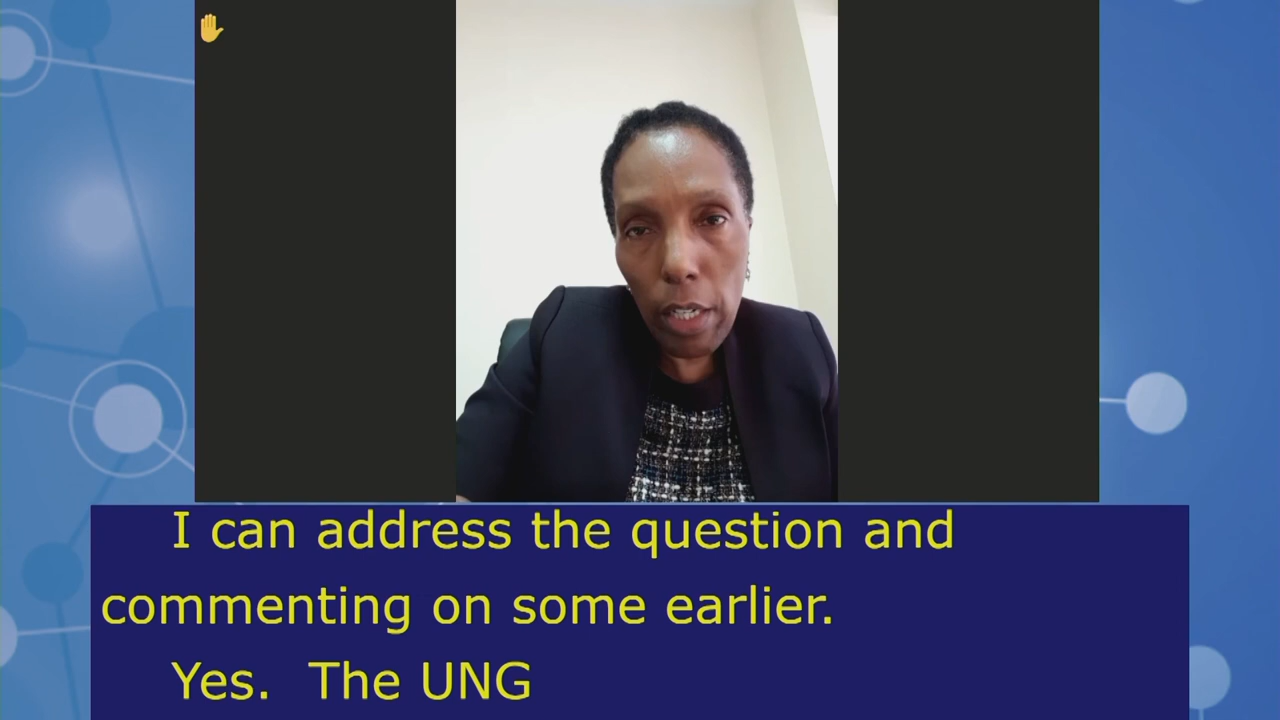 I can address the question and
commenting on some earlier.
Yes. The UNG